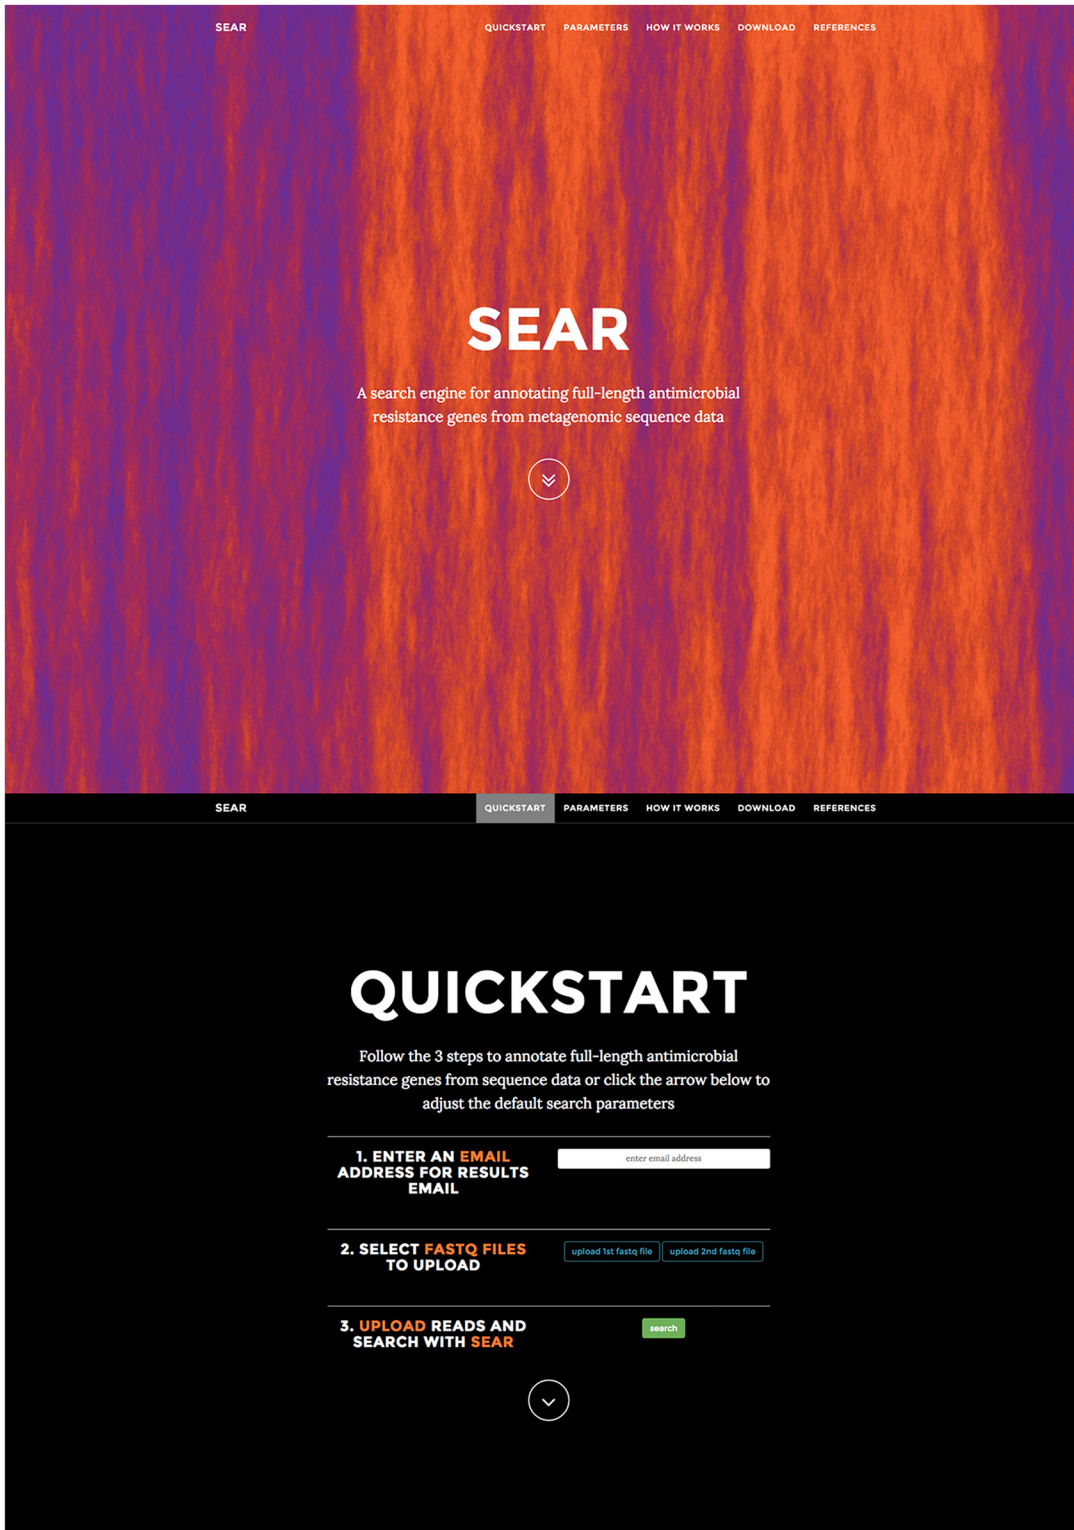 SEAR QUICKSTART PARAMETERS HOW IT WORKS DOWNLOAD REFERENCES
SEAR
A search engine for annotating full-length antimicrobial
resistance genes from metagenomic sequence data
SEAR QUICKSTART PARAMETERS HOW IT WORKS DOWNLOAD REFERENCES
QUICKSTART
Follow the 3 steps to annotate full-length antimicrobial
resistance genes from sequence data or click the arrow below to
adjust the default search parameters
1. ENTER AN EMAIL
ADDRESS FOR RESULTS
EMAIL
enter email address
2. SELECT FASTQ FILES
TO UPLOAD
upload 1st fastq file upload 2nd fastq file
3. UPLOAD READS AND
SEARCH WITH SEAR
search